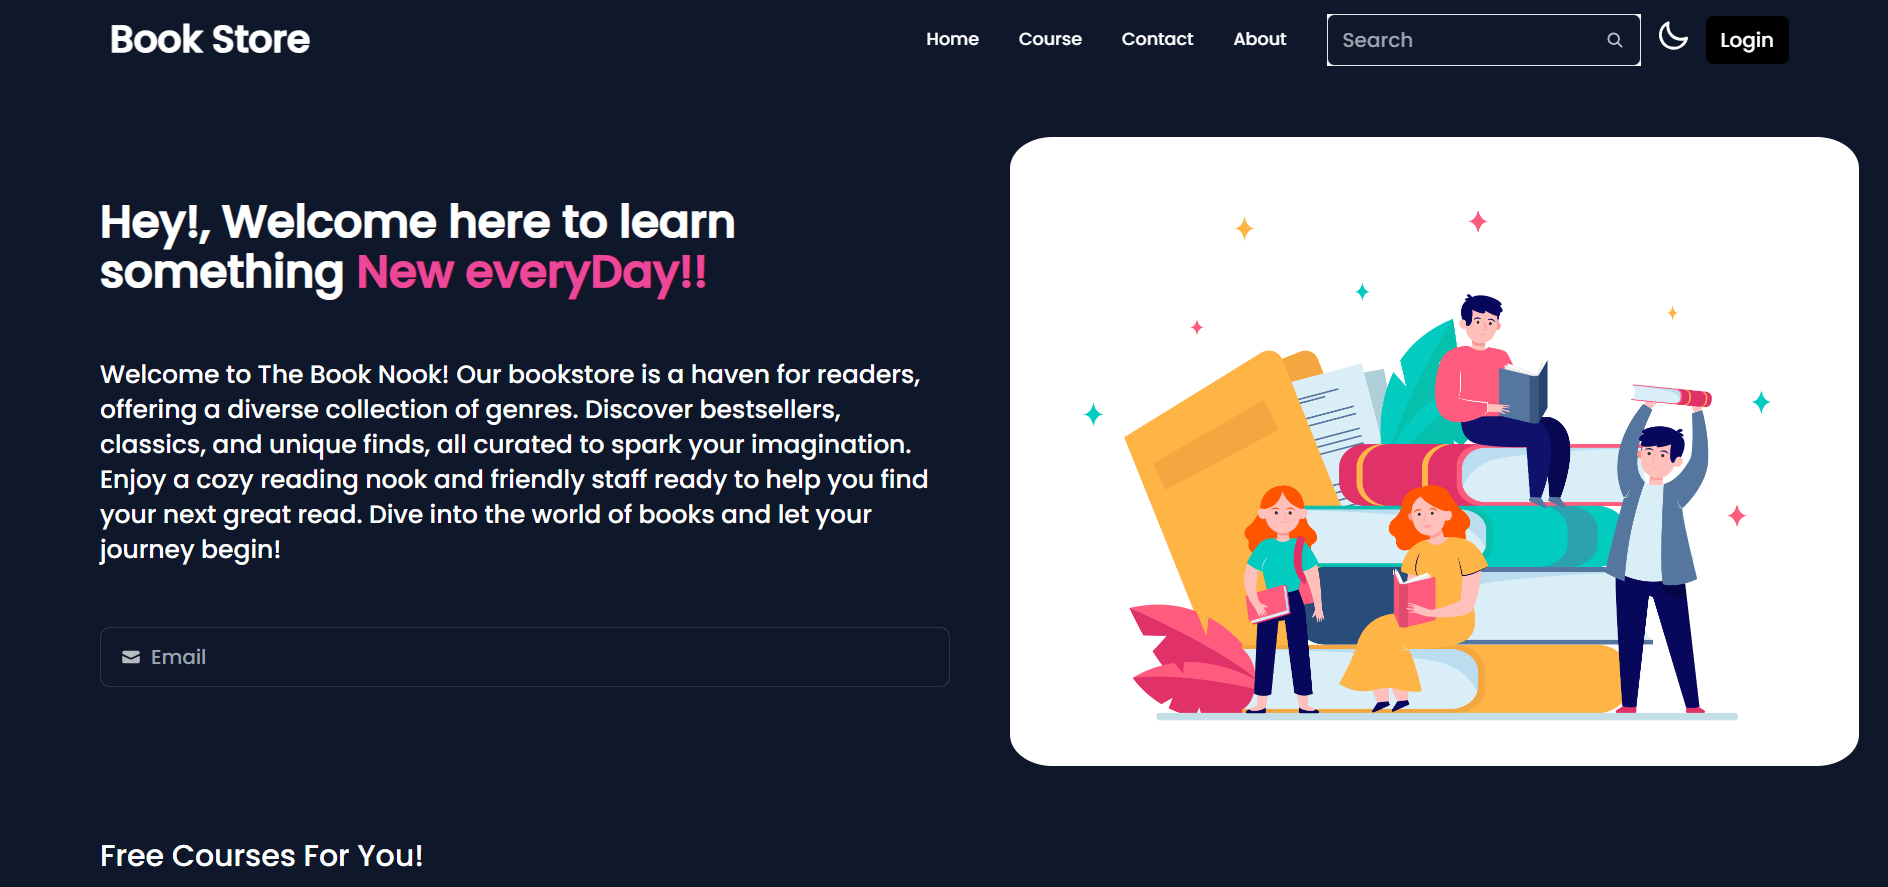 Book Store
Home
Course
Contact
About
Search
Login
Hey!, Welcome here to learn
something New everyDay!!
Welcome to The Book Nook! Our bookstore is a haven for readers,
offering a diverse collection of genres. Discover bestsellers,
classics, and unique finds, all curated to spark your imagination.
Enjoy a cozy reading nook and friendly staff ready to help you find
your next great read. Dive into the world of books and let your
journey begin!
Email
Free Courses For You!